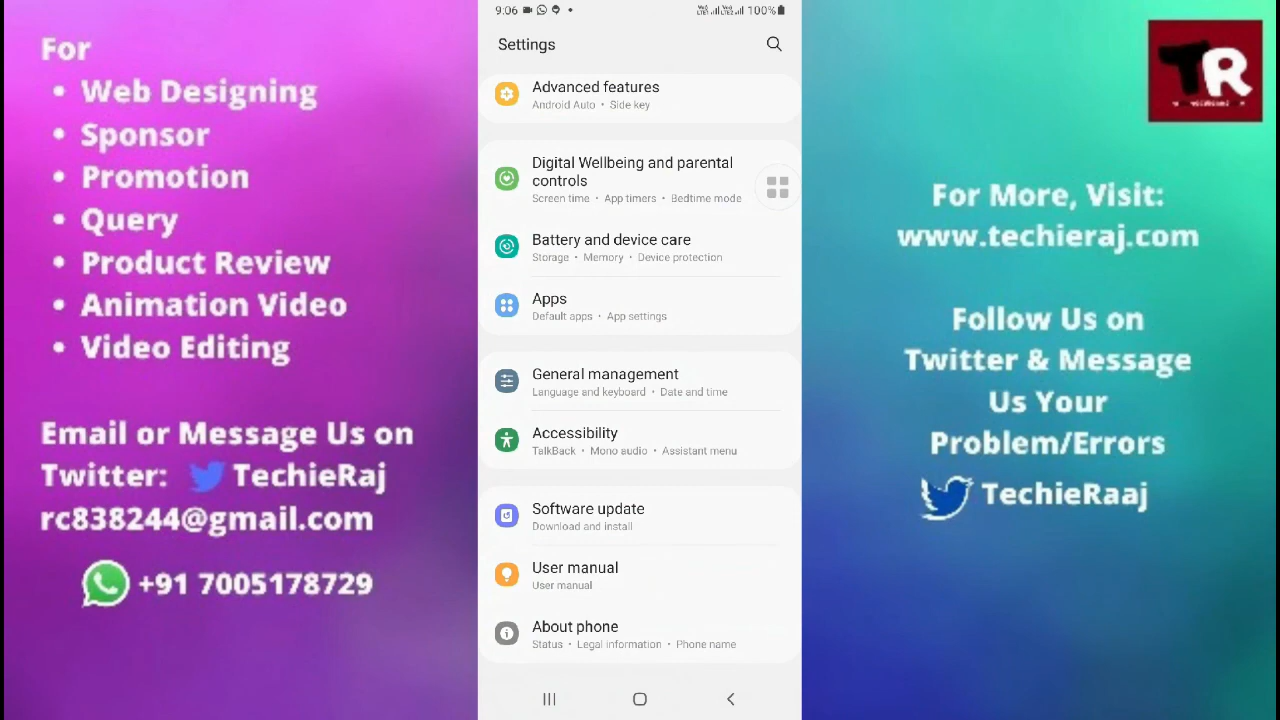 For
• Web Designing
• Sponsor
• Promotion
• Query
• Product Review
• Animation Video
• Video Editing
Email or Message Us on
Twitter: TechieRaj
rc838244@gmail.com
+91 7005178729
9:06
100%
Settings
Advanced features
Android Auto • Side key
Digital Wellbeing and parental
controls
Screen time • App timers • Bedtime mode
Battery and device care
Storage • Memory • Device protection
Apps
Default apps • App settings
General management
Language and keyboard • Date and time
Accessibility
TalkBack • Mono audio • Assistant menu
Software update
Download and install
User manual
User manual
About phone
Status • Legal information • Phone name
TR
For More, Visit:
www.techieraj.com
Follow Us on
Twitter & Message
Us Your
Problem/Errors
TechieRaaj